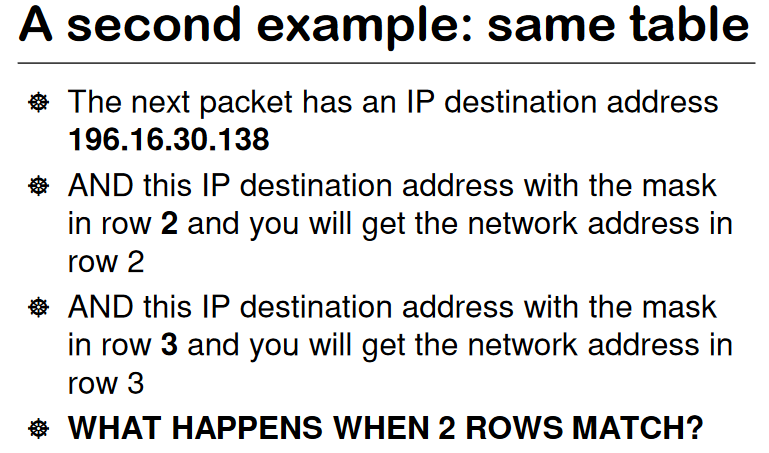 A second example: same table
The next packet has an IP destination address
196.16.30.138
AND this IP destination address with the mask
in row 2 and you will get the network address in
row 2
AND this IP destination address with the mask
in row 3 and you will get the network address in
row 3
WHAT HAPPENS WHEN 2 ROWS MATCH?